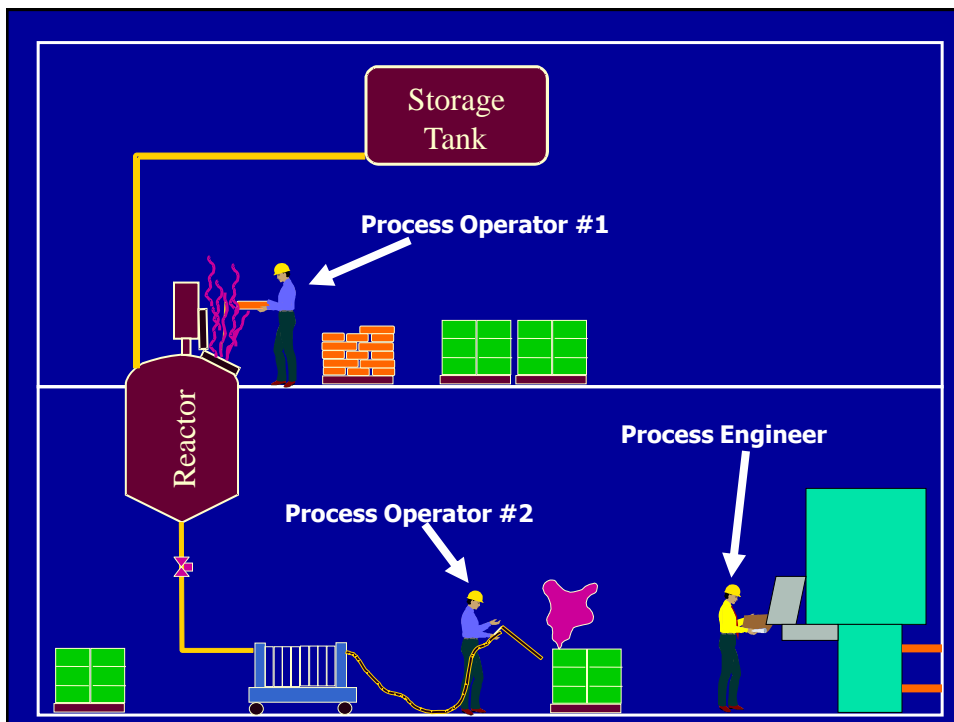 Storage
Tank
Process Operator #1
Reactor
Process Engineer
Process Operator #2